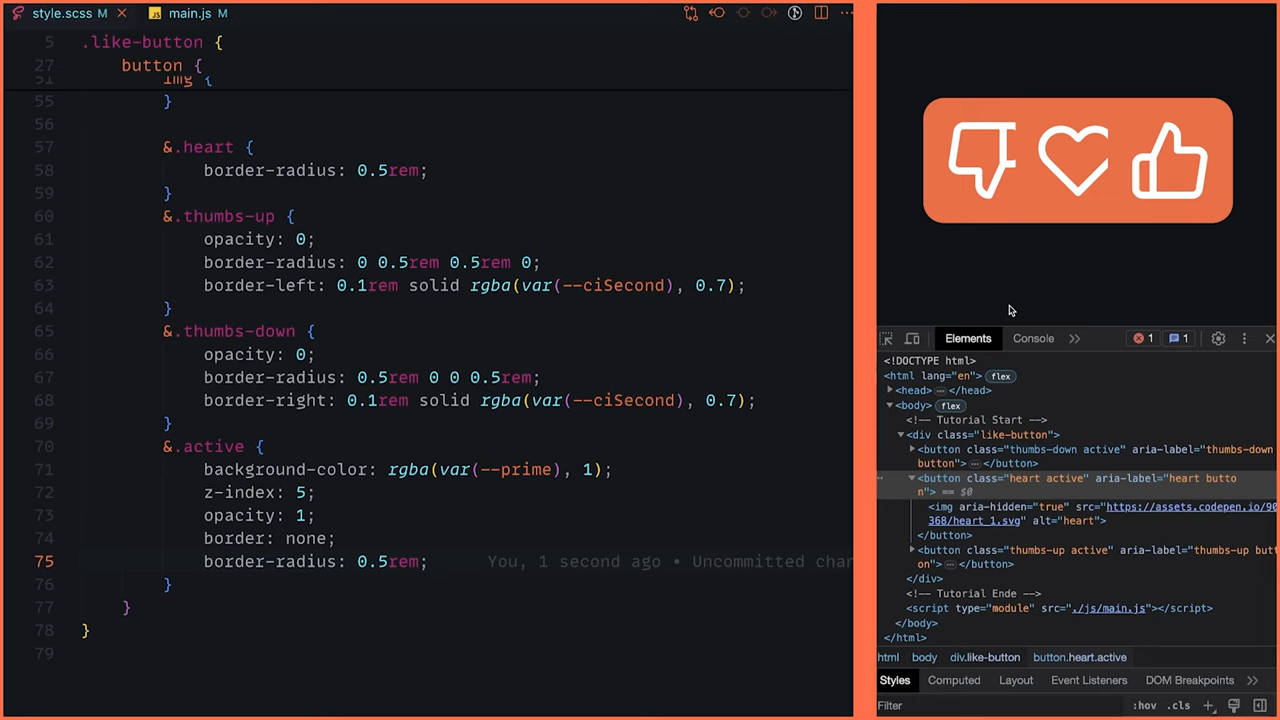 style.scss M
main.js M
5 .like-button {
27 button {
51 img {
55 }
56
57 &.heart {
58 border-radius: 0.5rem;
59 }
60 &.thumbs-up {
61 opacity: 0;
62 border-radius: 0 0.5rem 0.5rem 0;
63 border-left: 0.1rem solid rgba(var(--ciSecond), 0.7);
64 }
65 &.thumbs-down {
66 opacity: 0;
67 border-radius: 0.5rem 0 0 0.5rem;
68 border-right: 0.1rem solid rgba(var(--ciSecond), 0.7);
69 }
70 &.active {
71 background-color: rgba(var(--prime), 1);
72 z-index: 5;
73 opacity: 1;
74 border: none;
75 border-radius: 0.5rem; You, 1 second ago • Uncommitted char
76 }
77 }
78 }
79
Elements Console 1 1
<!DOCTYPE html>
<html lang="en"> flex
<head> </head>
<body> flex
<!-- Tutorial Start -->
<div class="like-button">
<button class="thumbs-down active" aria-label="thumbs-down
button"> </button>
<button class="heart active" aria-label="heart butto
n"> == $0
<img aria-hidden="true" src="https://assets.codepen.io/90
368/heart_1.svg" alt="heart">
</button>
<button class="thumbs-up active" aria-label="thumbs-up butt
on"> </button>
</div>
<!-- Tutorial Ende -->
<script type="module" src="./js/main.js"></script>
</body>
</html>
html body div.like-button button.heart.active
Styles Computed Layout Event Listeners DOM Breakpoints
Filter :hov .cls